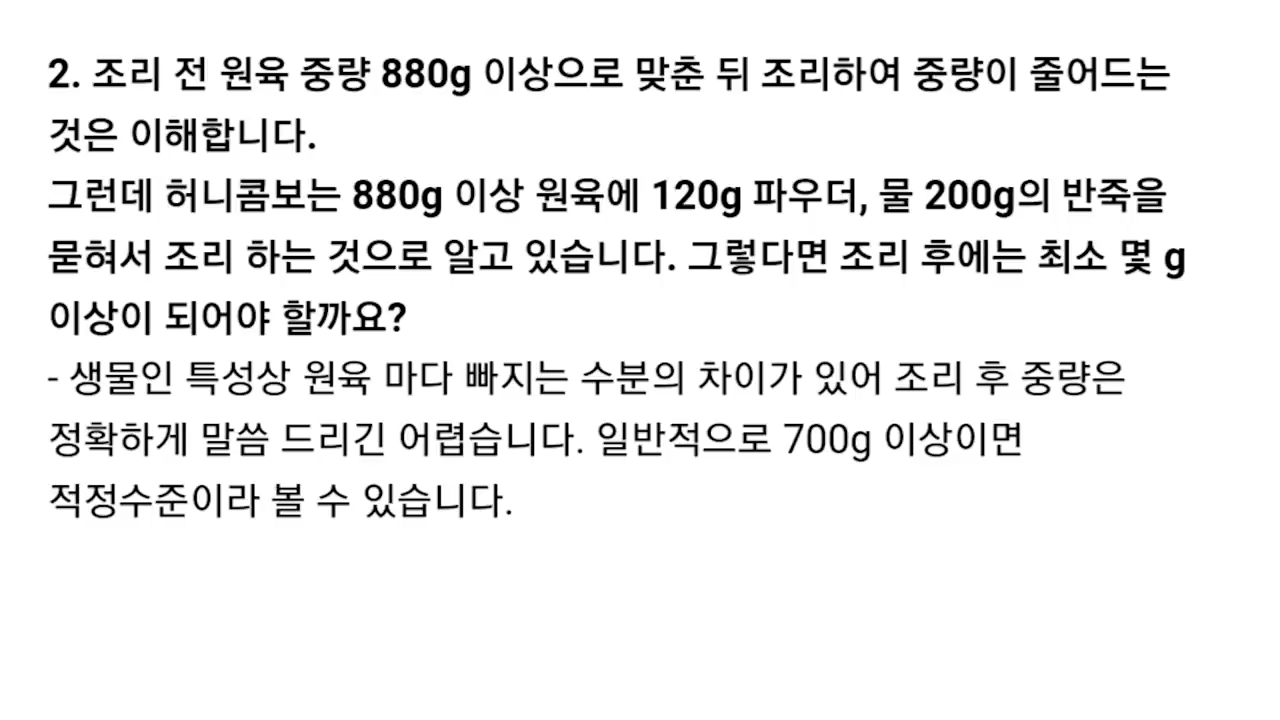 2. 조리 전 원육 중량 880g 이상으로 맞춘 뒤 조리하여 중량이 줄어드는
것은 이해합니다.
그런데 허니콤보는 880g 이상 원육에 120g 파우더, 물 200g의 반죽을
묻혀서 조리 하는 것으로 알고 있습니다. 그렇다면 조리 후에는 최소 몇 g
이상이 되어야 할까요?
- 생물인 특성상 원육 마다 빠지는 수분의 차이가 있어 조리 후 중량은
정확하게 말씀 드리긴 어렵습니다. 일반적으로 700g 이상이면
적정수준이라 볼 수 있습니다.